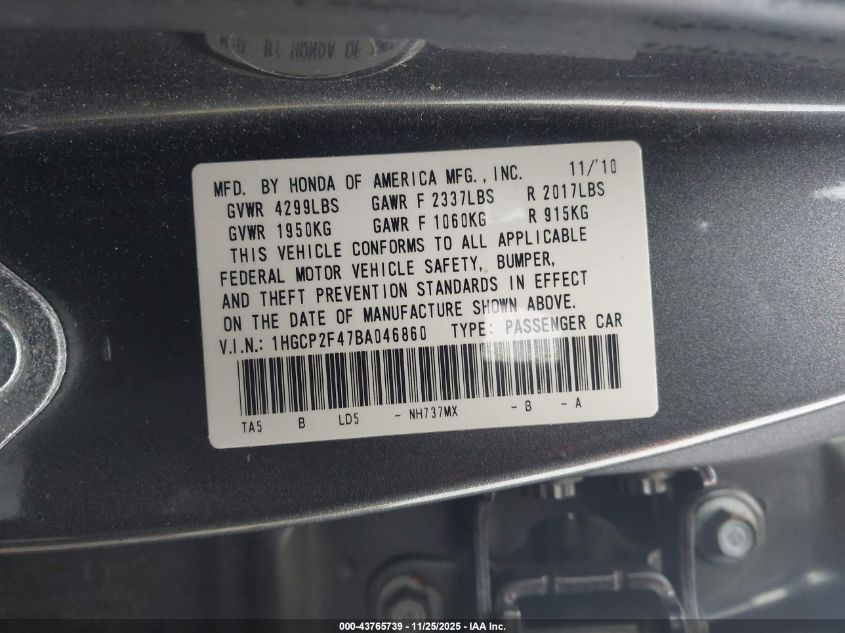 MFD. BY HONDA OF AMERICA MFG., INC. 11/'10
GVWR 4299LBS GAWR F 2337LBS R 2017LBS
GVWR 1950KG GAWR F 1060KG R 915KG
THIS VEHICLE CONFORMS TO ALL APPLICABLE
FEDERAL MOTOR VEHICLE SAFETY, BUMPER,
AND THEFT PREVENTION STANDARDS IN EFFECT
ON THE DATE OF MANUFACTURE SHOWN ABOVE.
V.I.N.: 1HGCP2F47BA046860 TYPE: PASSENGER CAR
TA5 B LD5 - NH737MX - B - A
000-43765739 - 11/25/2025 - IAA Inc.